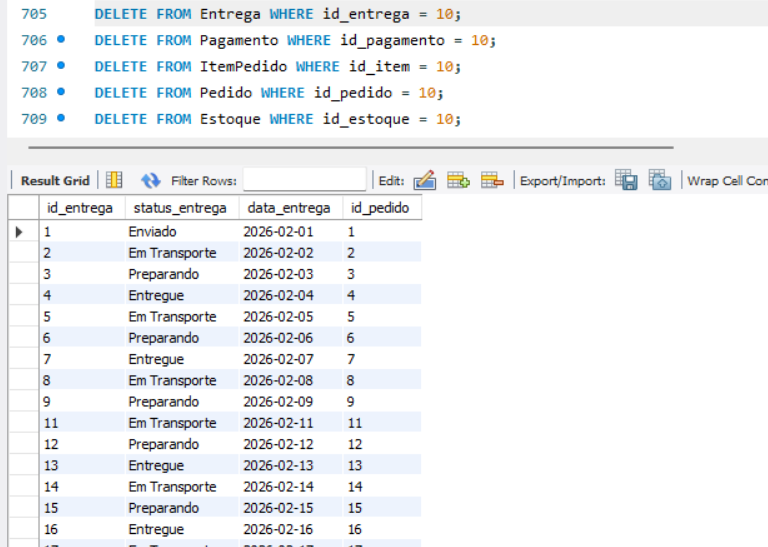 705 DELETE FROM Entrega WHERE id_entrega = 10;
706 DELETE FROM Pagamento WHERE id_pagamento = 10;
707 DELETE FROM ItemPedido WHERE id_item = 10;
708 DELETE FROM Pedido WHERE id_pedido = 10;
709 DELETE FROM Estoque WHERE id_estoque = 10;
Result Grid Filter Rows: Edit: Export/Import: Wrap Cell Con
id_entrega status_entrega data_entrega id_pedido
1 Enviado 2026-02-01 1
2 Em Transporte 2026-02-02 2
3 Preparando 2026-02-03 3
4 Entregue 2026-02-04 4
5 Em Transporte 2026-02-05 5
6 Preparando 2026-02-06 6
7 Entregue 2026-02-07 7
8 Em Transporte 2026-02-08 8
9 Preparando 2026-02-09 9
11 Em Transporte 2026-02-11 11
12 Preparando 2026-02-12 12
13 Entregue 2026-02-13 13
14 Em Transporte 2026-02-14 14
15 Preparando 2026-02-15 15
16 Entregue 2026-02-16 16